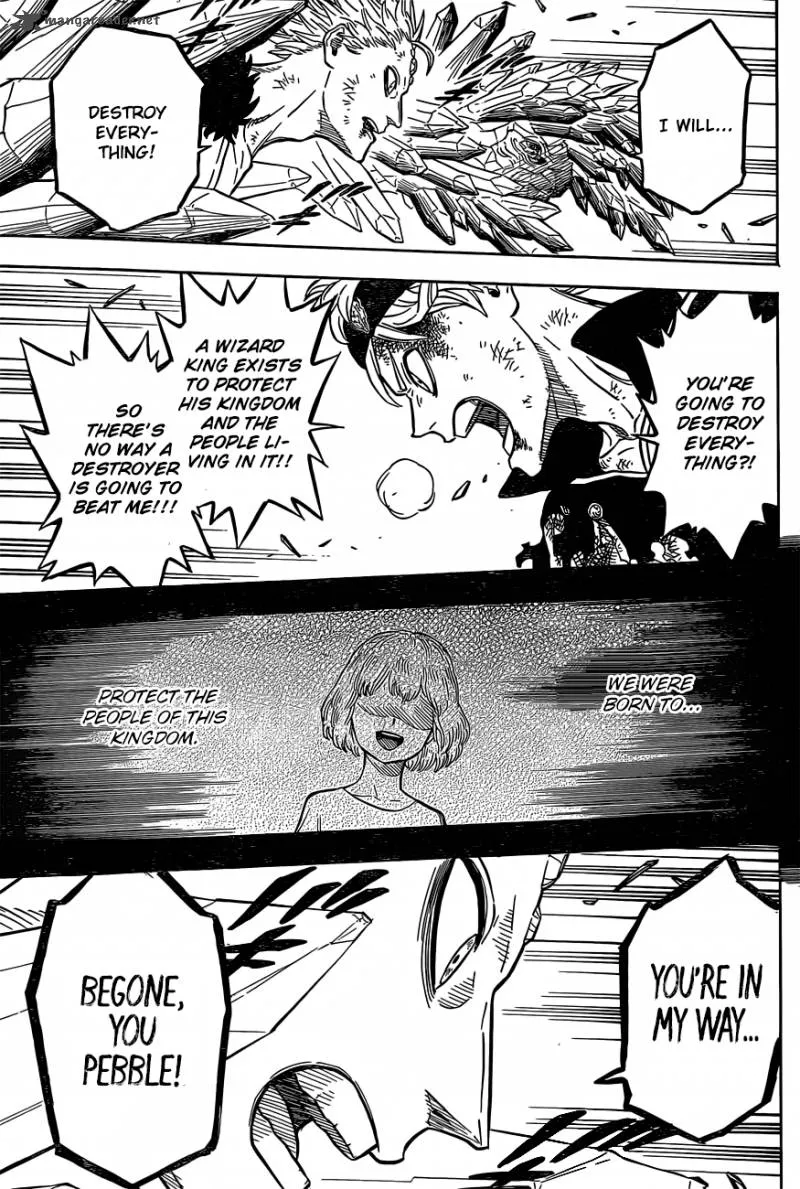 mangareader.net
I WILL...
DESTROY
EVERY-
THING!
YOU'RE
GOING TO
DESTROY
EVERY-
THING?!
A WIZARD
KING EXISTS
TO PROTECT
HIS KINGDOM
AND THE
PEOPLE LI-
VING IN IT!!
SO
THERE'S
NO WAY A
DESTROYER
IS GOING TO
BEAT ME!!!
WE WERE
BORN TO...
PROTECT THE
PEOPLE OF THIS
KINGDOM.
YOU'RE IN
MY WAY...
BEGONE,
YOU
PEBBLE!